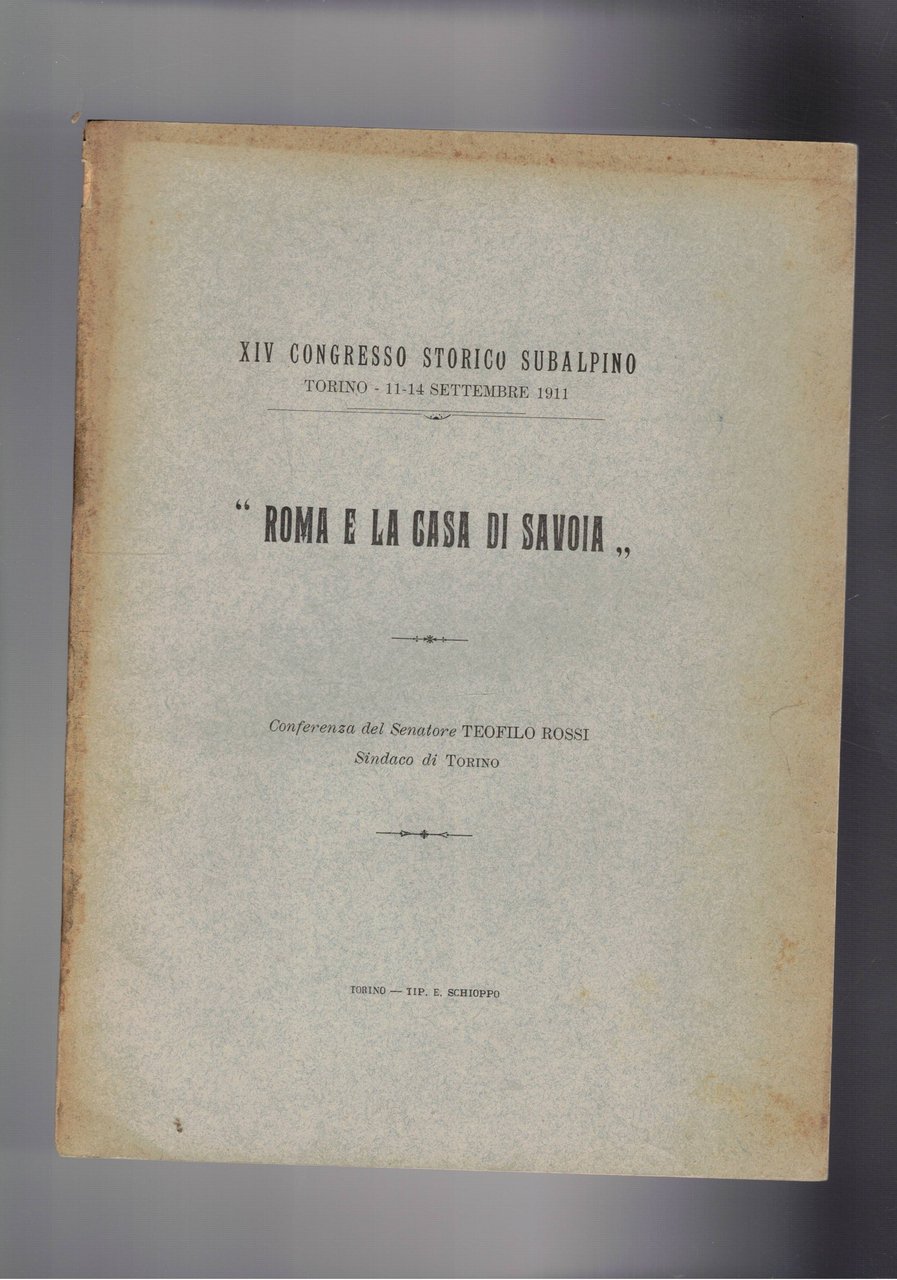 XIV CONGRESSO STORICO SUBALPINO
TORINO - 11-14 SETTEMBRE 1911
“ ROMA E LA CASA DI SAVOIA „
Conferenza del Senatore TEOFILO ROSSI
Sindaco di TORINO
TORINO — TIP. E. SCHIOPPO